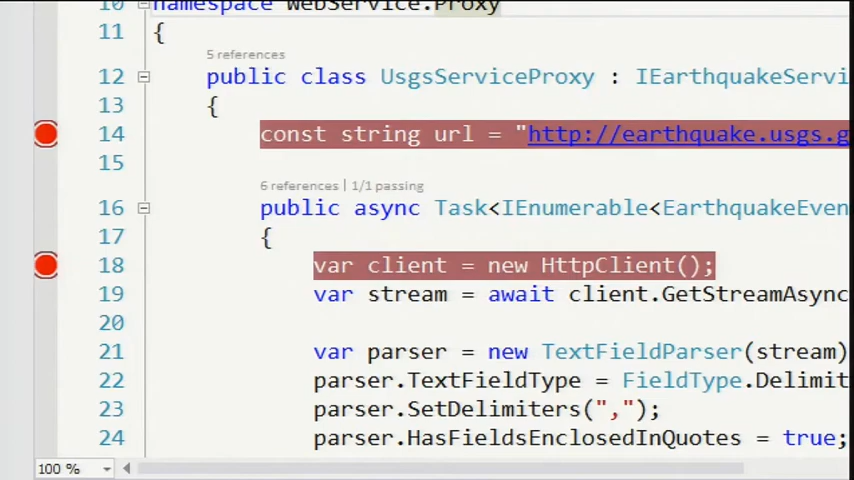 10 namespace WebService.Proxy
11 {
5 references
12 public class UsgsServiceProxy : IEarthquakeServi
13 {
14 const string url = "http://earthquake.usgs.g
15
6 references | 1/1 passing
16 public async Task<IEnumerable<EarthquakeEven
17 {
18 var client = new HttpClient();
19 var stream = await client.GetStreamAsync
20
21 var parser = new TextFieldParser(stream)
22 parser.TextFieldType = FieldType.Delimit
23 parser.SetDelimiters(",");
24 parser.HasFieldsEnclosedInQuotes = true;
100 %